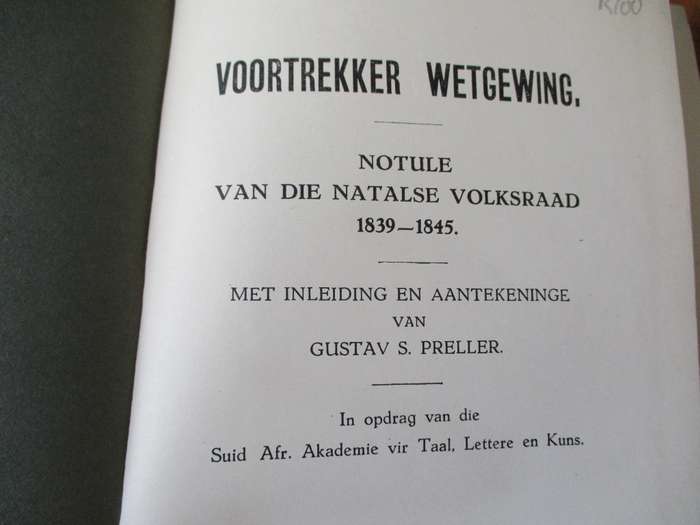 R100
VOORTREKKER WETGEWING.
NOTULE
VAN DIE NATALSE VOLKSRAAD
1839—1845.
MET INLEIDING EN AANTEKENINGE
VAN
GUSTAV S. PRELLER.
In opdrag van die
Suid Afr. Akademie vir Taal, Lettere en Kuns.